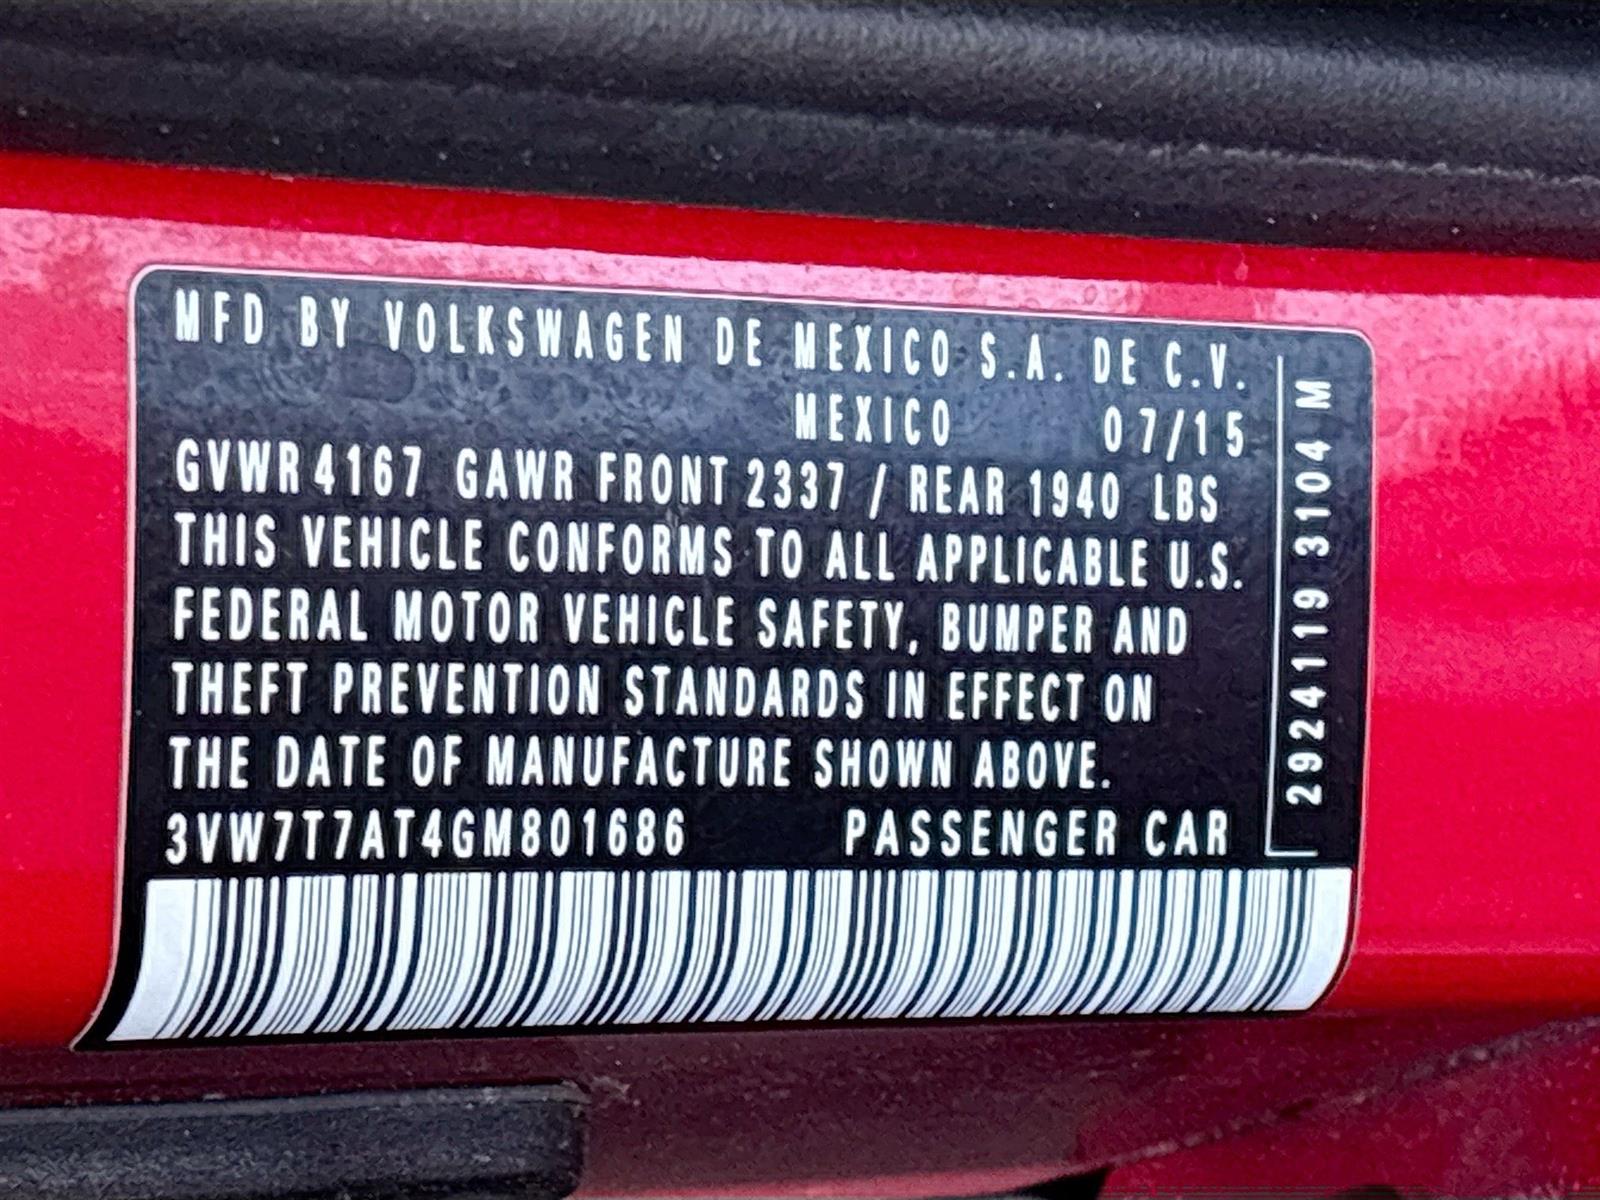 MFD BY VOLKSWAGEN DE MEXICO S.A. DE C.V.
MEXICO 07/15
GVWR 4167 GAWR FRONT 2337 / REAR 1940 LBS
THIS VEHICLE CONFORMS TO ALL APPLICABLE U.S.
FEDERAL MOTOR VEHICLE SAFETY, BUMPER AND
THEFT PREVENTION STANDARDS IN EFFECT ON
THE DATE OF MANUFACTURE SHOWN ABOVE.
3VW7T7AT4GM801686 PASSENGER CAR
2924119 3104 M